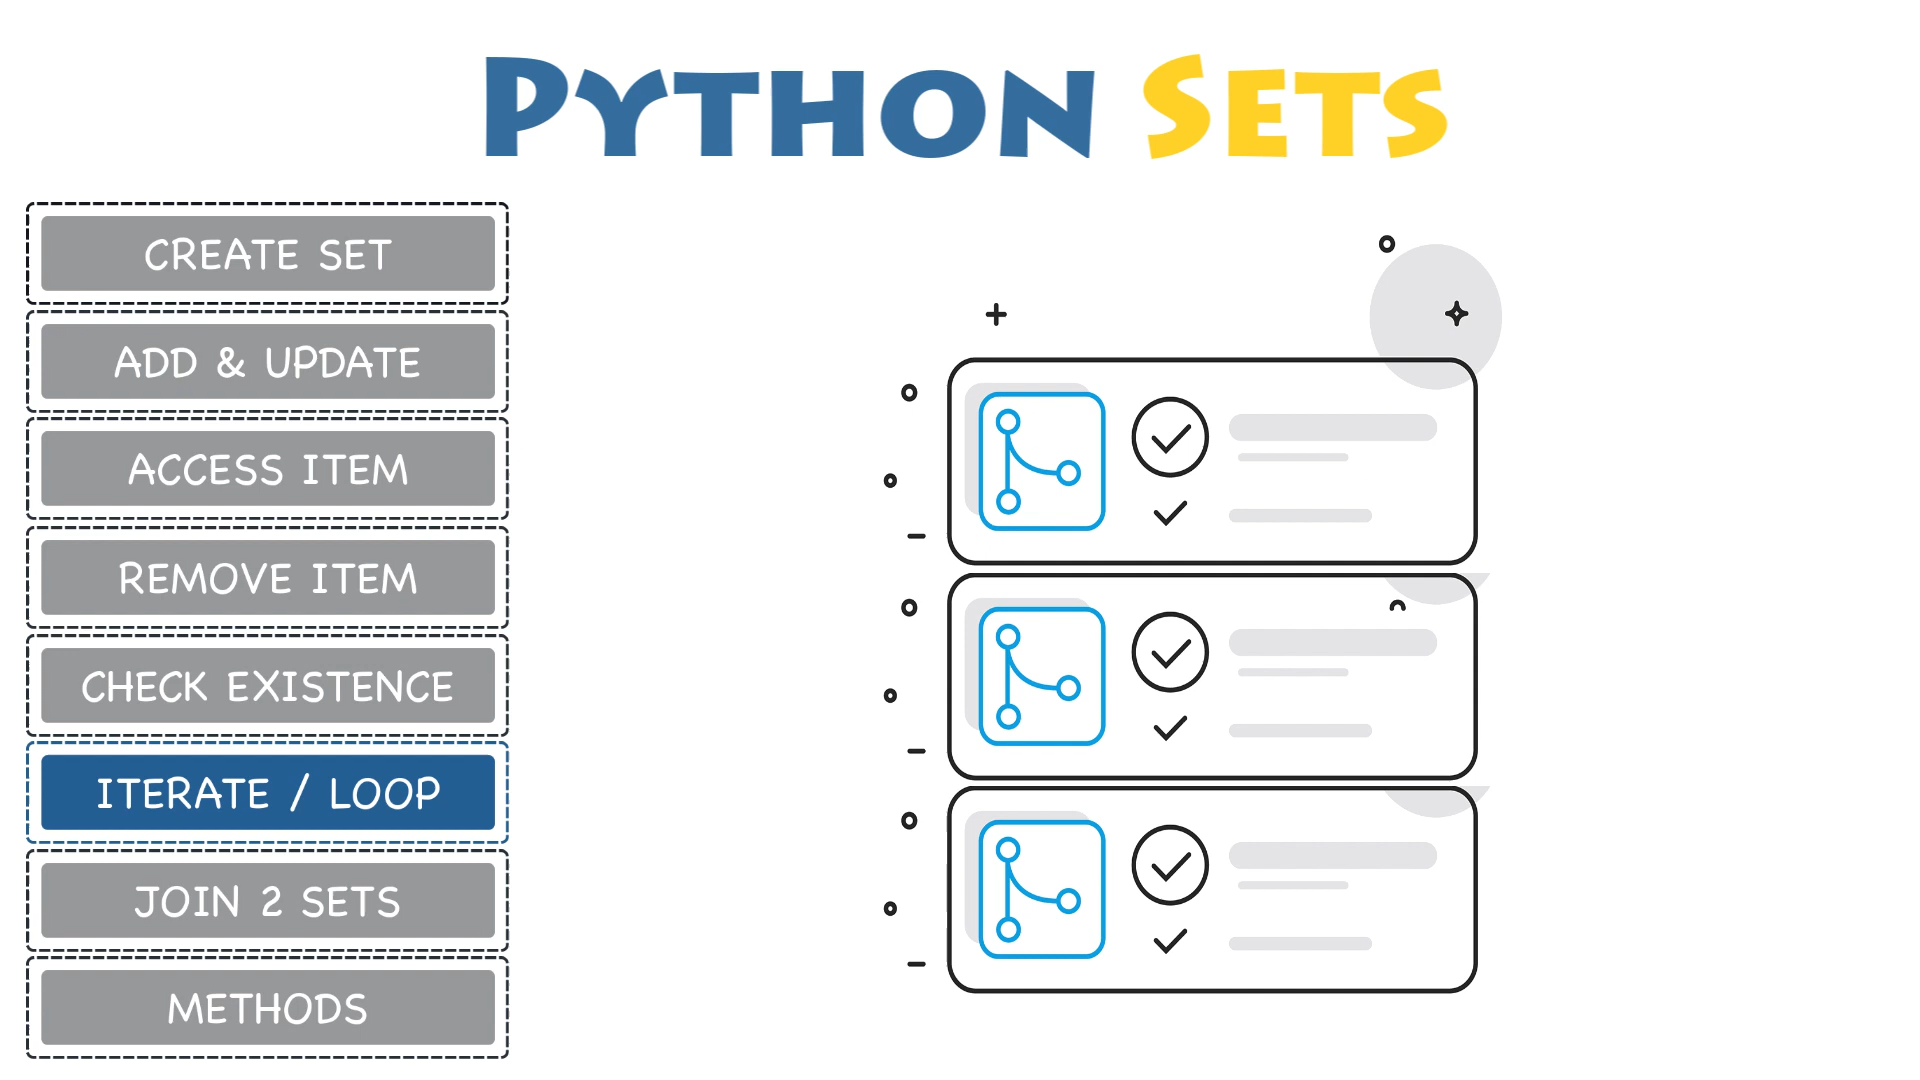 PYTHON SETS
CREATE SET
ADD & UPDATE
ACCESS ITEM
REMOVE ITEM
CHECK EXISTENCE
ITERATE / LOOP
JOIN 2 SETS
METHODS